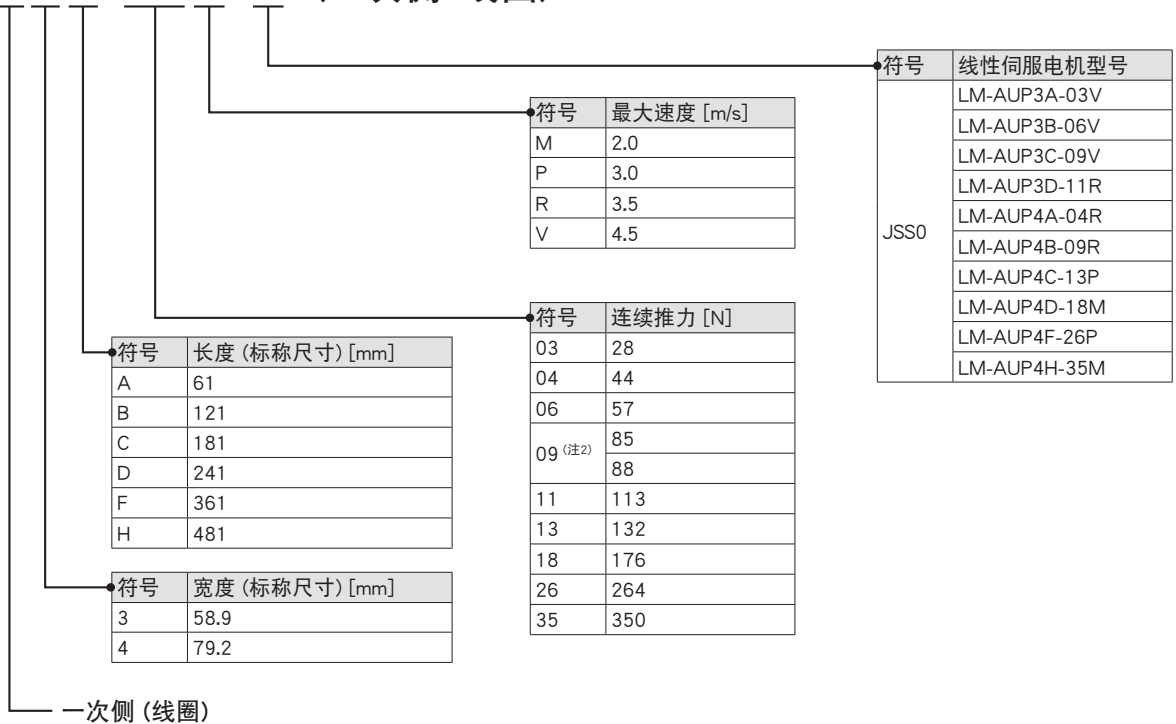 符号 线性伺服电机型号
JSS0
LM-AUP3A-03V
LM-AUP3B-06V
LM-AUP3C-09V
LM-AUP3D-11R
LM-AUP4A-04R
LM-AUP4B-09R
LM-AUP4C-13P
LM-AUP4D-18M
LM-AUP4F-26P
LM-AUP4H-35M
符号 最大速度 [m/s]
M 2.0
P 3.0
R 3.5
V 4.5
符号 连续推力 [N]
03 28
04 44
06 57
09 (注2) 85
88
11 113
13 132
18 176
26 264
35 350
符号 长度 (标称尺寸) [mm]
A 61
B 121
C 181
D 241
F 361
H 481
符号 宽度 (标称尺寸) [mm]
3 58.9
4 79.2
一次侧 (线圈)